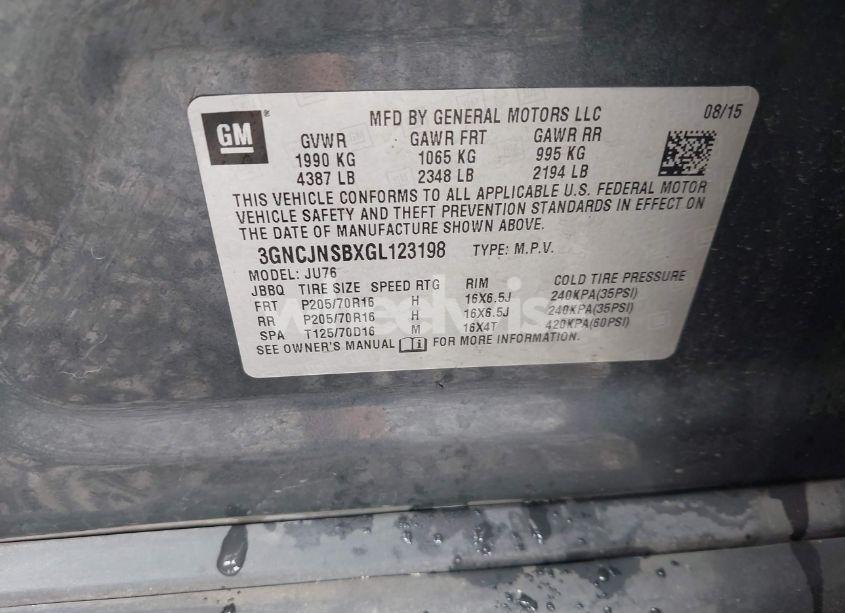 GM ®
MFD BY GENERAL MOTORS LLC 08/15
GVWR GAWR FRT GAWR RR
1990 KG 1065 KG 995 KG
4387 LB 2348 LB 2194 LB
THIS VEHICLE CONFORMS TO ALL APPLICABLE U.S. FEDERAL MOTOR
VEHICLE SAFETY AND THEFT PREVENTION STANDARDS IN EFFECT ON
THE DATE OF MANUFACTURE SHOWN ABOVE.
3GNCJNSBXGL123198 TYPE: M.P.V.
MODEL: JU76
JBBQ TIRE SIZE SPEED RTG RIM COLD TIRE PRESSURE
FRT P205/70R16 H 16X6.5J 240KPA(35PSI)
RR P205/70R16 H 16X6.5J 240KPA(35PSI)
SPA T125/70D16 M 16X4T 420KPA(60PSI)
SEE OWNER'S MANUAL FOR MORE INFORMATION.